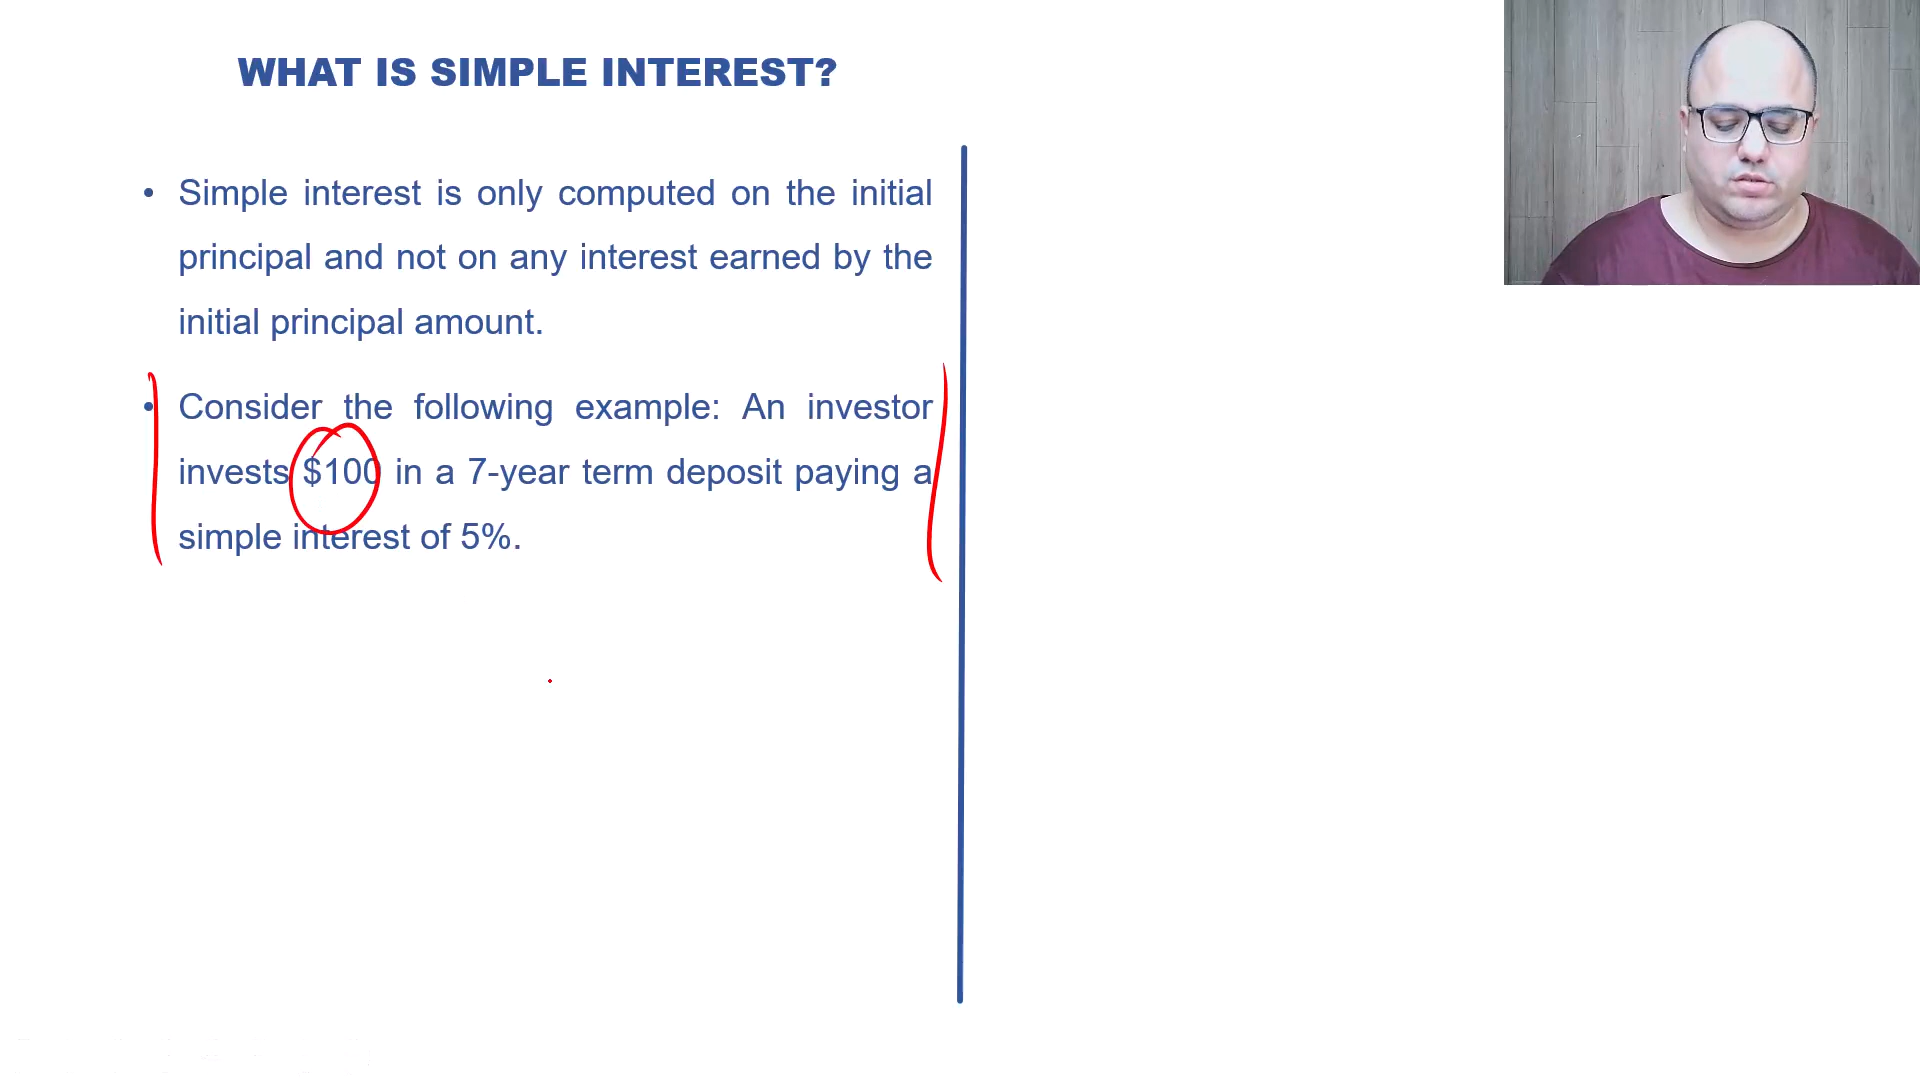 WHAT IS SIMPLE INTEREST?
• Simple interest is only computed on the initial
principal and not on any interest earned by the
initial principal amount.
• Consider the following example: An investor
invests $100 in a 7-year term deposit paying a
simple interest of 5%.